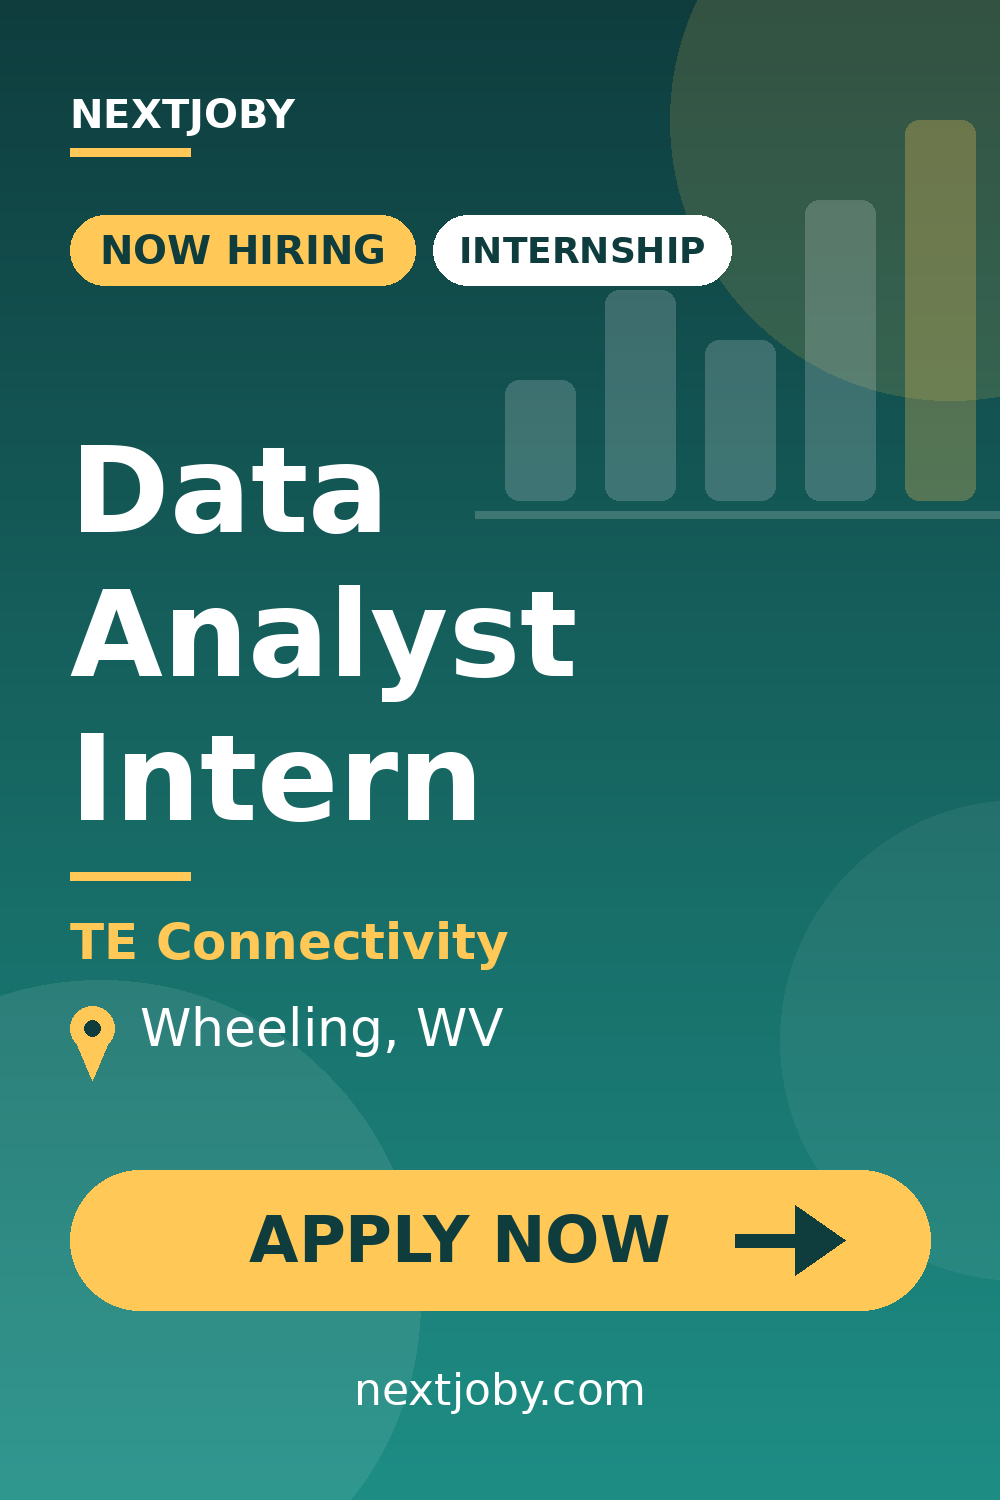 NEXTJOBY
NOW HIRING
INTERNSHIP
Data
Analyst
Intern
TE Connectivity
Wheeling, WV
APPLY NOW
nextjoby.com